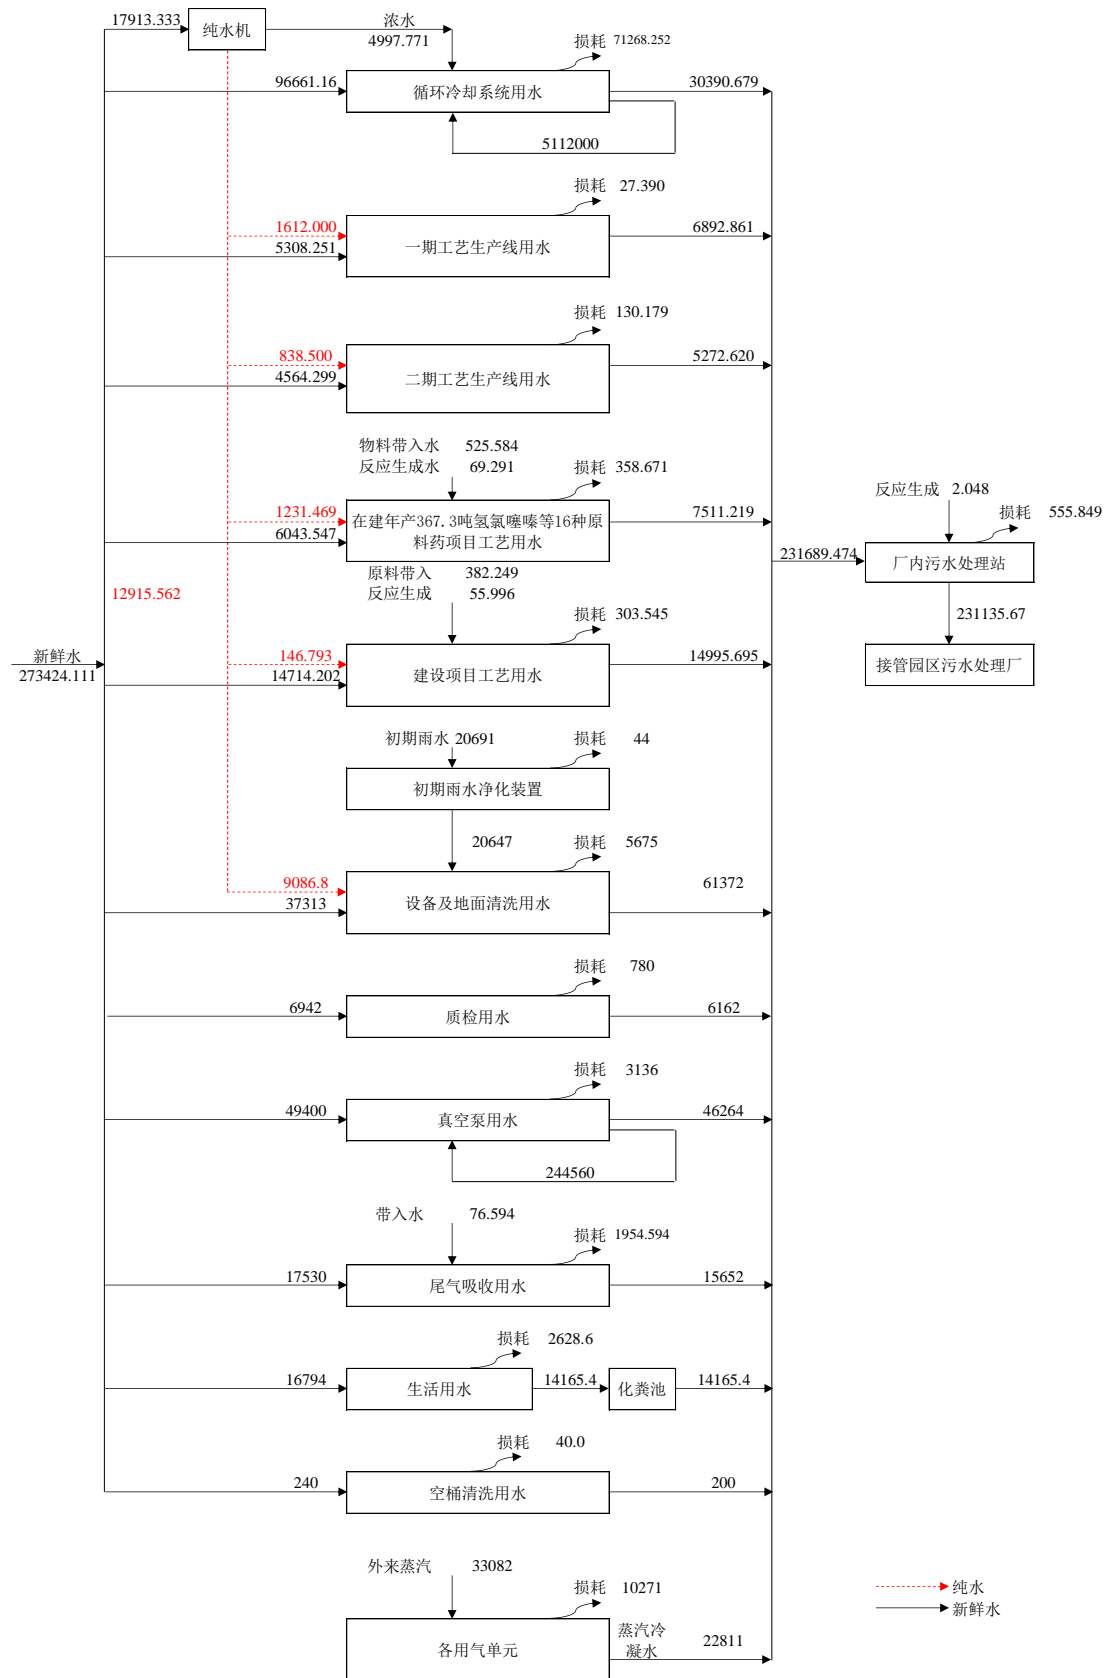 17913.333
纯水机
浓水
4997.771
损耗 71268.252
96661.16
循环冷却系统用水
30390.679
5112000
损耗 27.390
1612.000
5308.251
一期工艺生产线用水
6892.861
损耗 130.179
838.500
4564.299
二期工艺生产线用水
5272.620
物料带入水 525.584
反应生成水 69.291
损耗 358.671
1231.469
6043.547
在建年产367.3吨氢氯噻嗪等16种原
料药项目工艺用水
7511.219
反应生成 2.048
损耗 555.849
231689.474
厂内污水处理站
231135.67
接管园区污水处理厂
12915.562
原料带入 382.249
反应生成 55.996
损耗 303.545
新鲜水
273424.111
146.793
14714.202
建设项目工艺用水
14995.695
初期雨水 20691
损耗 44
初期雨水净化装置
20647
损耗 5675
9086.8
37313
设备及地面清洗用水
61372
损耗 780
6942
质检用水
6162
损耗 3136
49400
真空泵用水
46264
244560
带入水 76.594
损耗 1954.594
17530
尾气吸收用水
15652
损耗 2628.6
16794
生活用水
14165.4
化粪池
14165.4
损耗 40.0
240
空桶清洗用水
200
外来蒸汽 33082
损耗 10271
各用气单元
蒸汽冷
凝水
22811
纯水
新鲜水